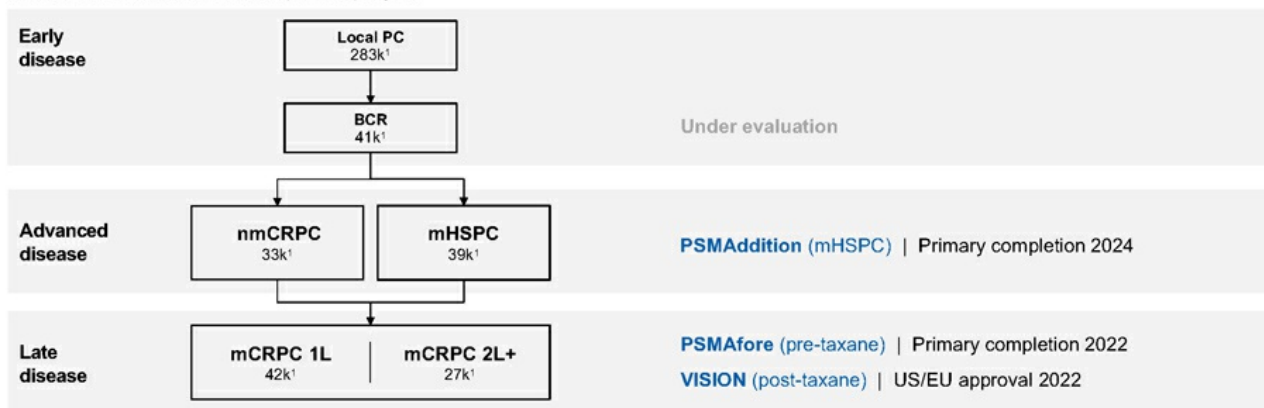 Early
disease
Local PC
283k¹
BCR
41k¹
Under evaluation
Advanced
disease
nmCRPC
33k¹
mHSPC
39k¹
PSMAddition (mHSPC) | Primary completion 2024
Late
disease
mCRPC 1L
42k¹
mCRPC 2L+
27k¹
PSMAfore (pre-taxane) | Primary completion 2022
VISION (post-taxane) | US/EU approval 2022